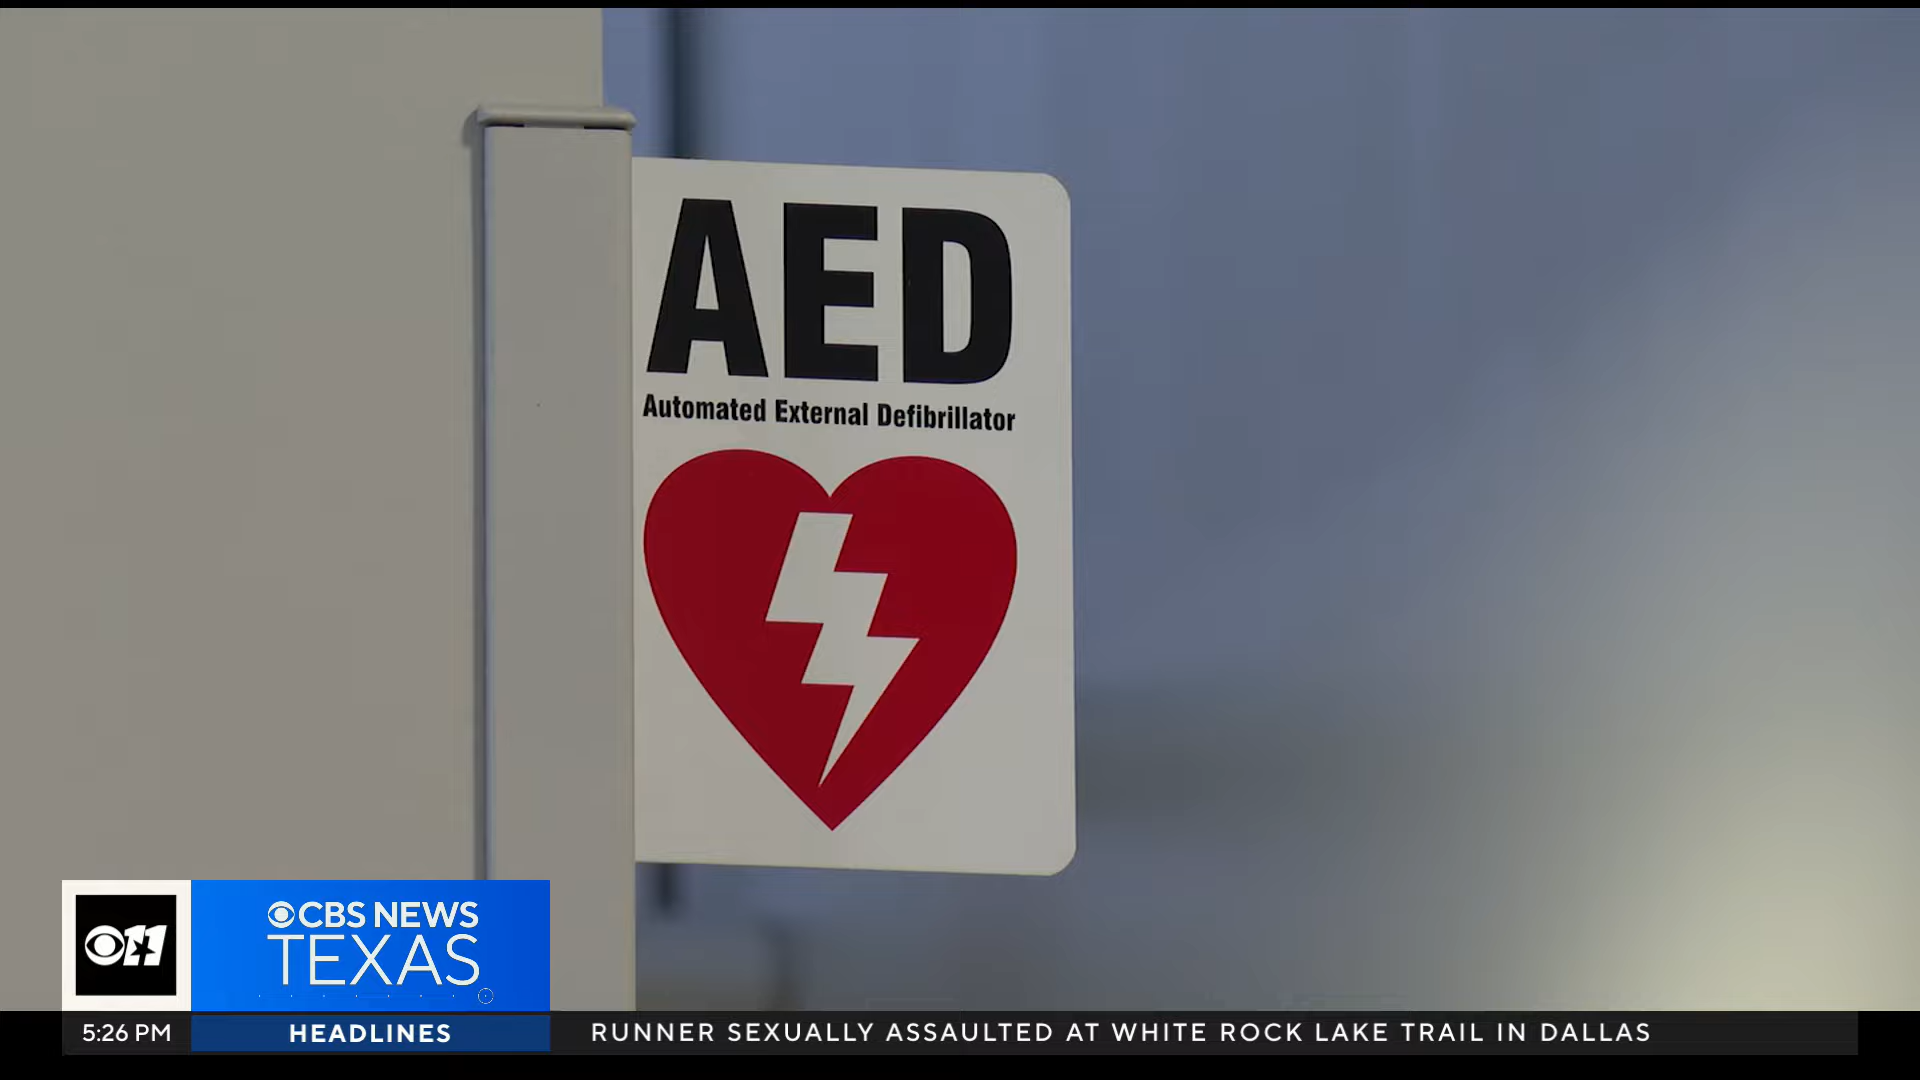 AED
Automated External Defibrillator
11
CBS NEWS
TEXAS
5:26 PM
HEADLINES
RUNNER SEXUALLY ASSAULTED AT WHITE ROCK LAKE TRAIL IN DALLAS